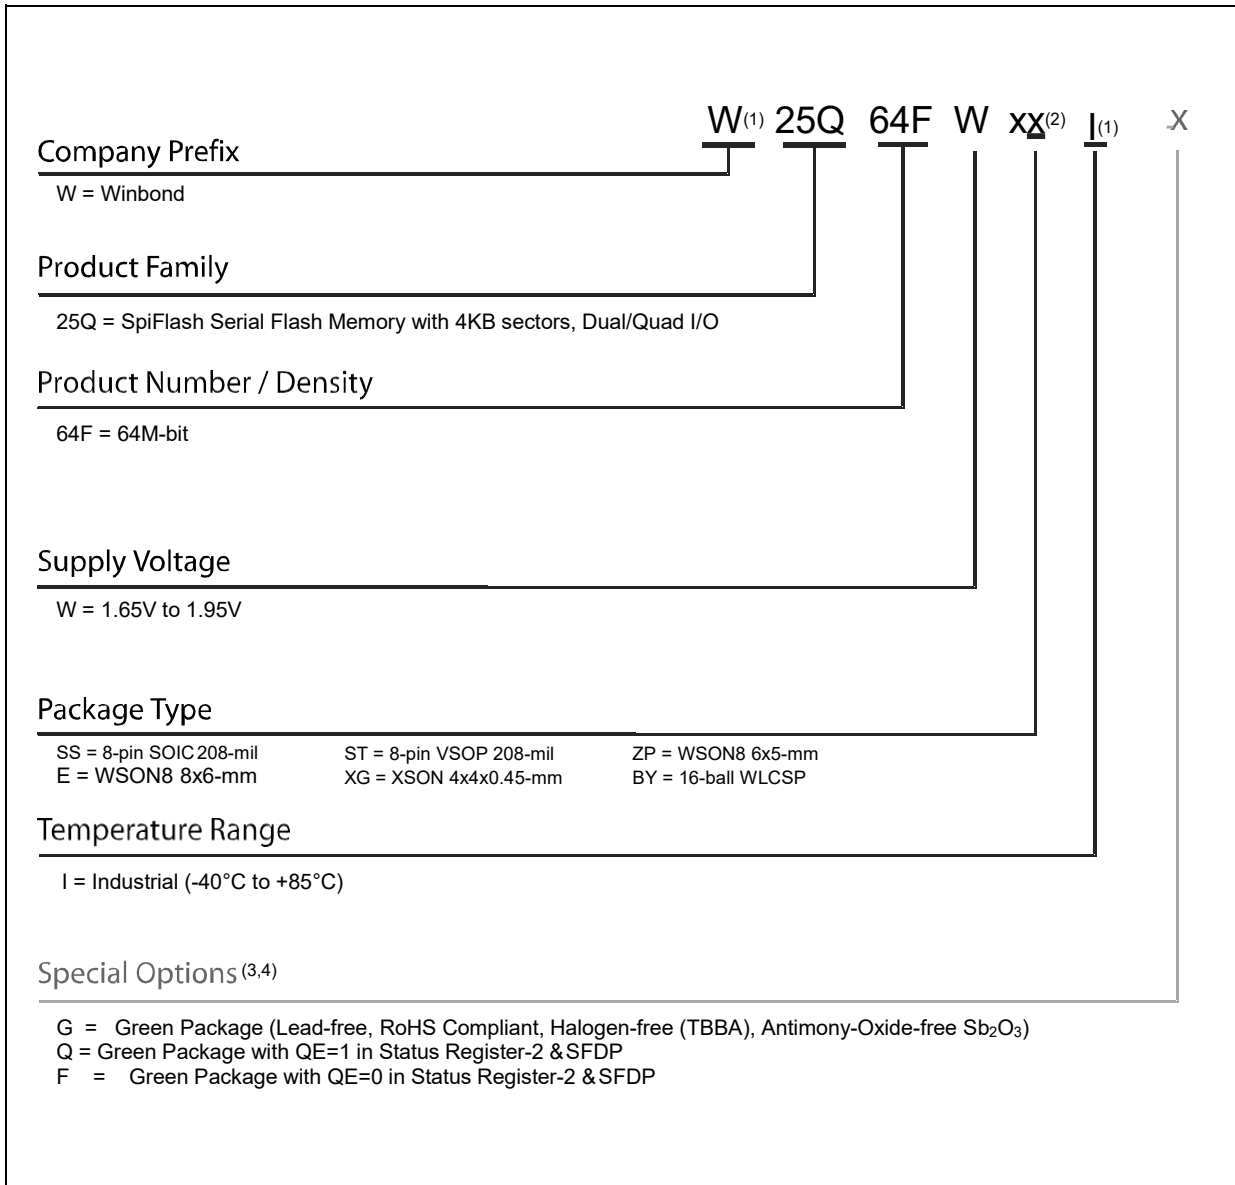 W(1) 25Q 64F W xx(2) I(1) x
Company Prefix
W = Winbond
Product Family
25Q = SpiFlash Serial Flash Memory with 4KB sectors, Dual/Quad I/O
Product Number / Density
64F = 64M-bit
Supply Voltage
W = 1.65V to 1.95V
Package Type
SS = 8-pin SOIC 208-mil ST = 8-pin VSOP 208-mil ZP = WSON8 6x5-mm
E = WSON8 8x6-mm XG = XSON 4x4x0.45-mm BY = 16-ball WLCSP
Temperature Range
I = Industrial (-40°C to +85°C)
Special Options (3,4)
G = Green Package (Lead-free, RoHS Compliant, Halogen-free (TBBA), Antimony-Oxide-free Sb2O3)
Q = Green Package with QE=1 in Status Register-2 & SFDP
F = Green Package with QE=0 in Status Register-2 & SFDP